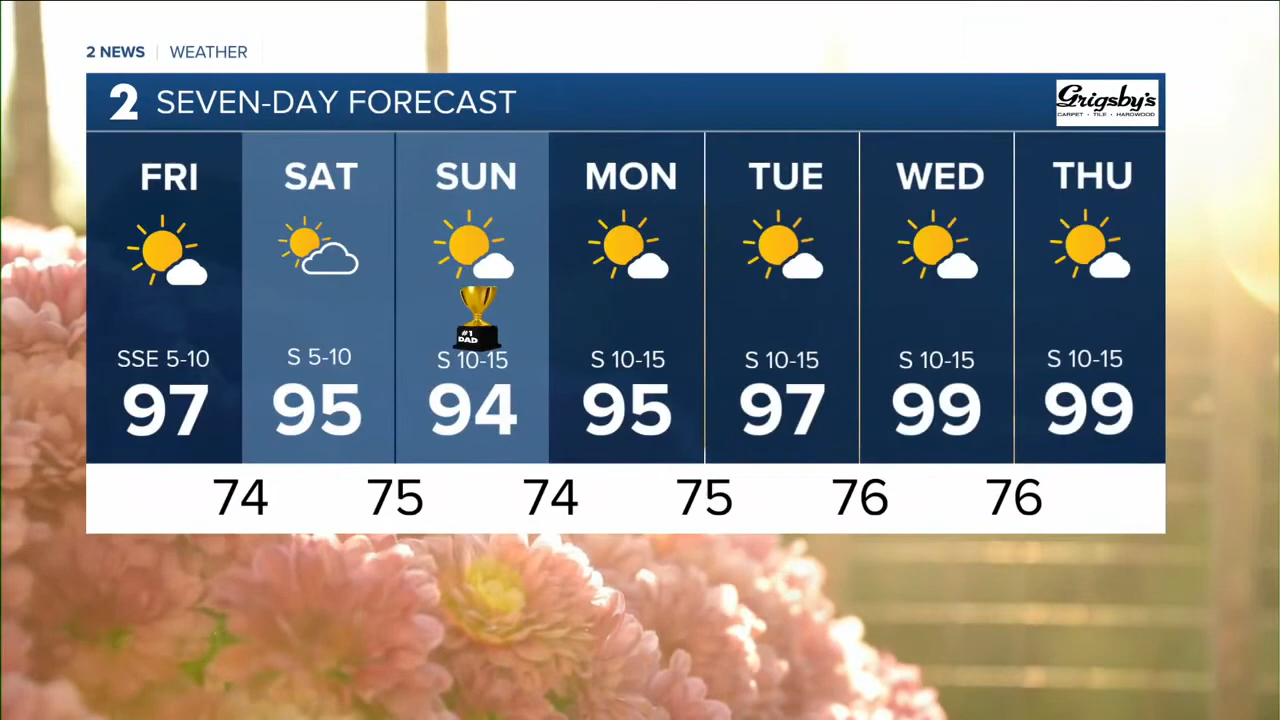 2 NEWS | WEATHER
2 SEVEN-DAY FORECAST
Grigsby's
CARPET • TILE • HARDWOOD
FRI SAT SUN MON TUE WED THU
#1
DAD
SSE 5-10 S 5-10 S 10-15 S 10-15 S 10-15 S 10-15 S 10-15
97 95 94 95 97 99 99
74 75 74 75 76 76